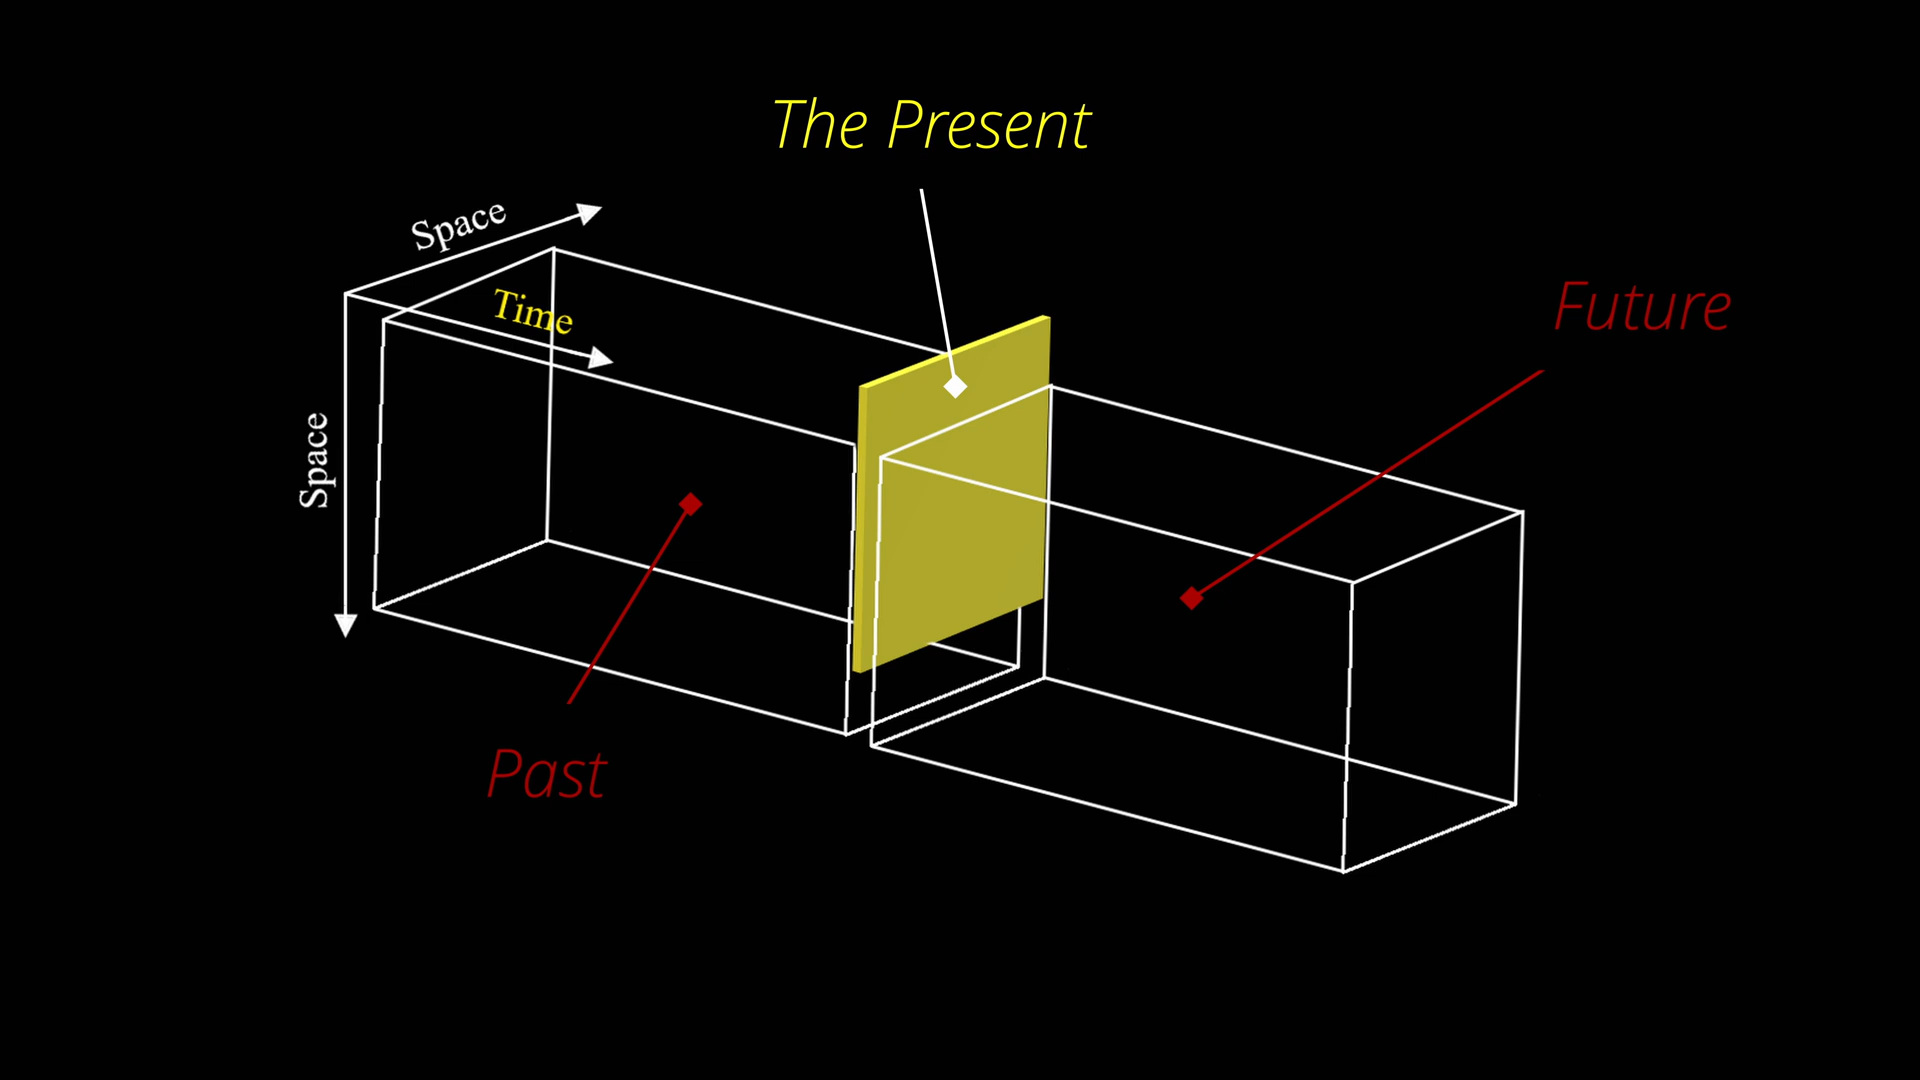 The Present
Space
Time
Future
Space
Past